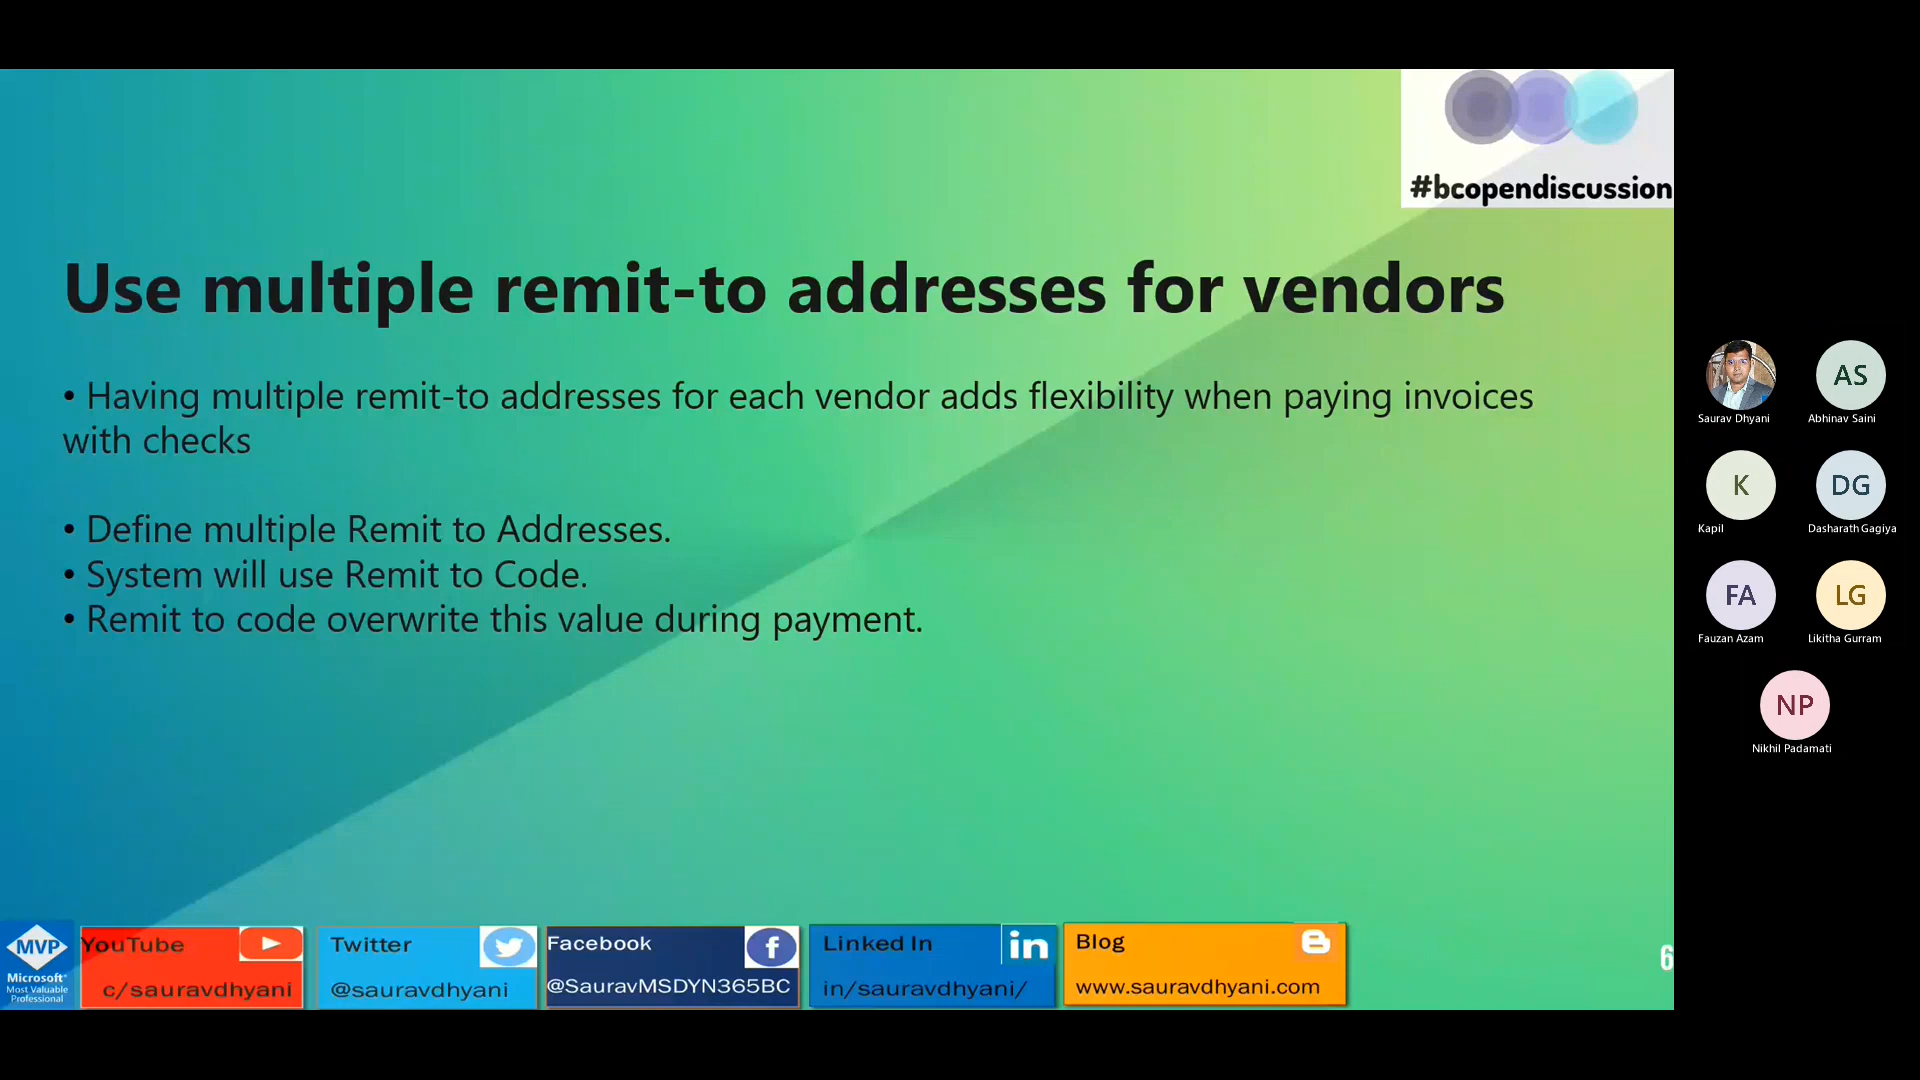 #bcopendiscussion
Use multiple remit-to addresses for vendors
• Having multiple remit-to addresses for each vendor adds flexibility when paying invoices
with checks
• Define multiple Remit to Addresses.
• System will use Remit to Code.
• Remit to code overwrite this value during payment.
MVP
Microsoft®
Most Valuable
Professional
YouTube
c/sauravdhyani
Twitter
@sauravdhyani
Facebook
@SauravMSDYN365BC
Linked In
in
in/sauravdhyani/
Blog
www.sauravdhyani.com
6
Saurav Dhyani
AS
Abhinav Saini
K
Kapil
DG
Dasharath Gagiya
FA
Fauzan Azam
LG
Likitha Gurram
NP
Nikhil Padamati